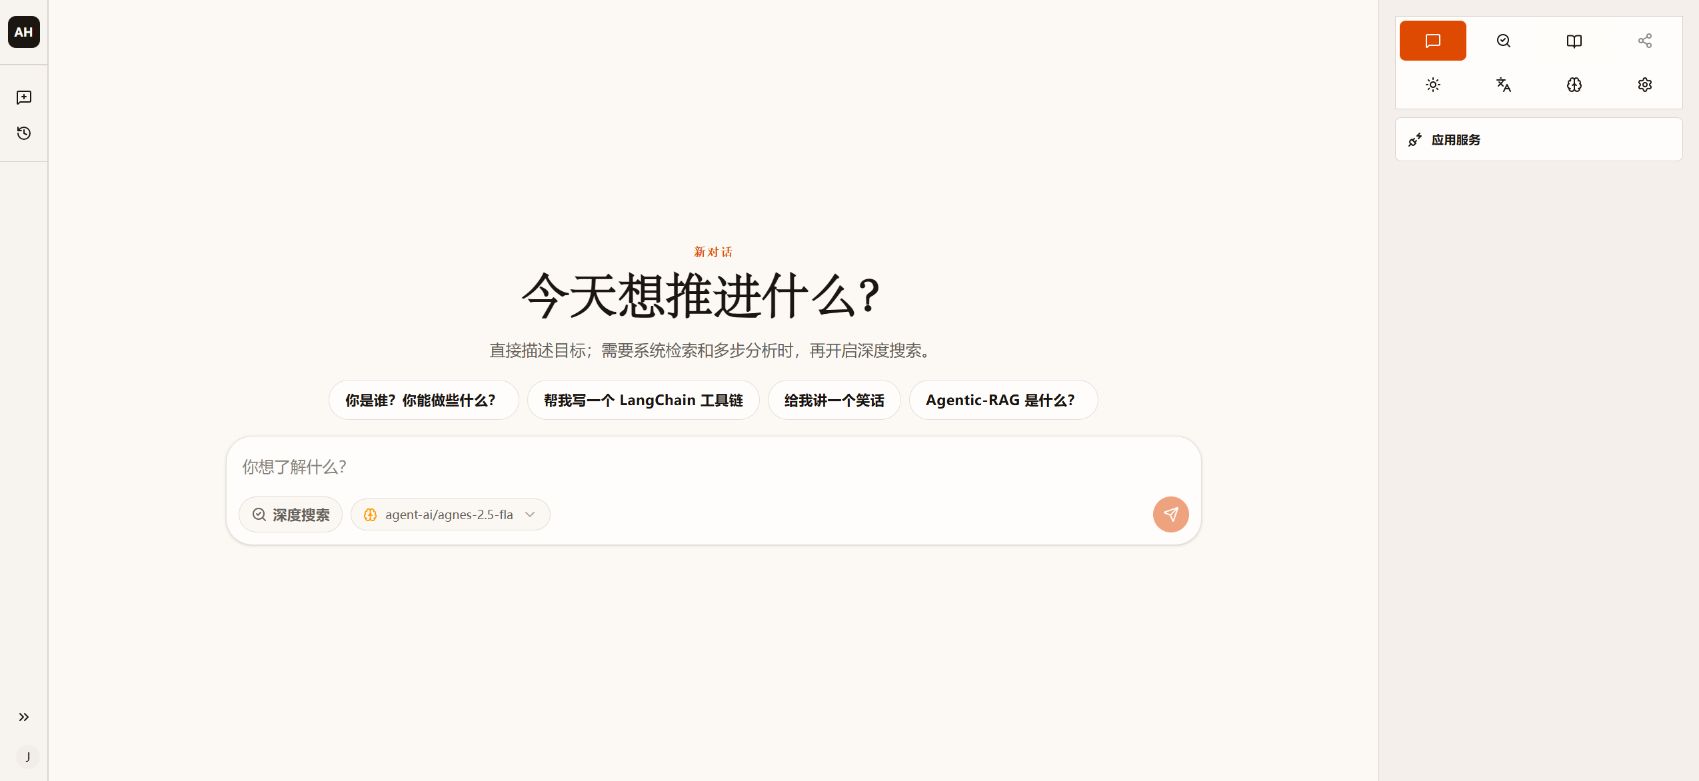 AH
应用服务
新对话
今天想推进什么?
直接描述目标；需要系统检索和多步分析时，再开启深度搜索。
你是谁？你能做些什么？
帮我写一个 LangChain 工具链
给我讲一个笑话
Agentic-RAG 是什么？
你想了解什么？
深度搜索
agent-ai/agnes-2.5-fla
J